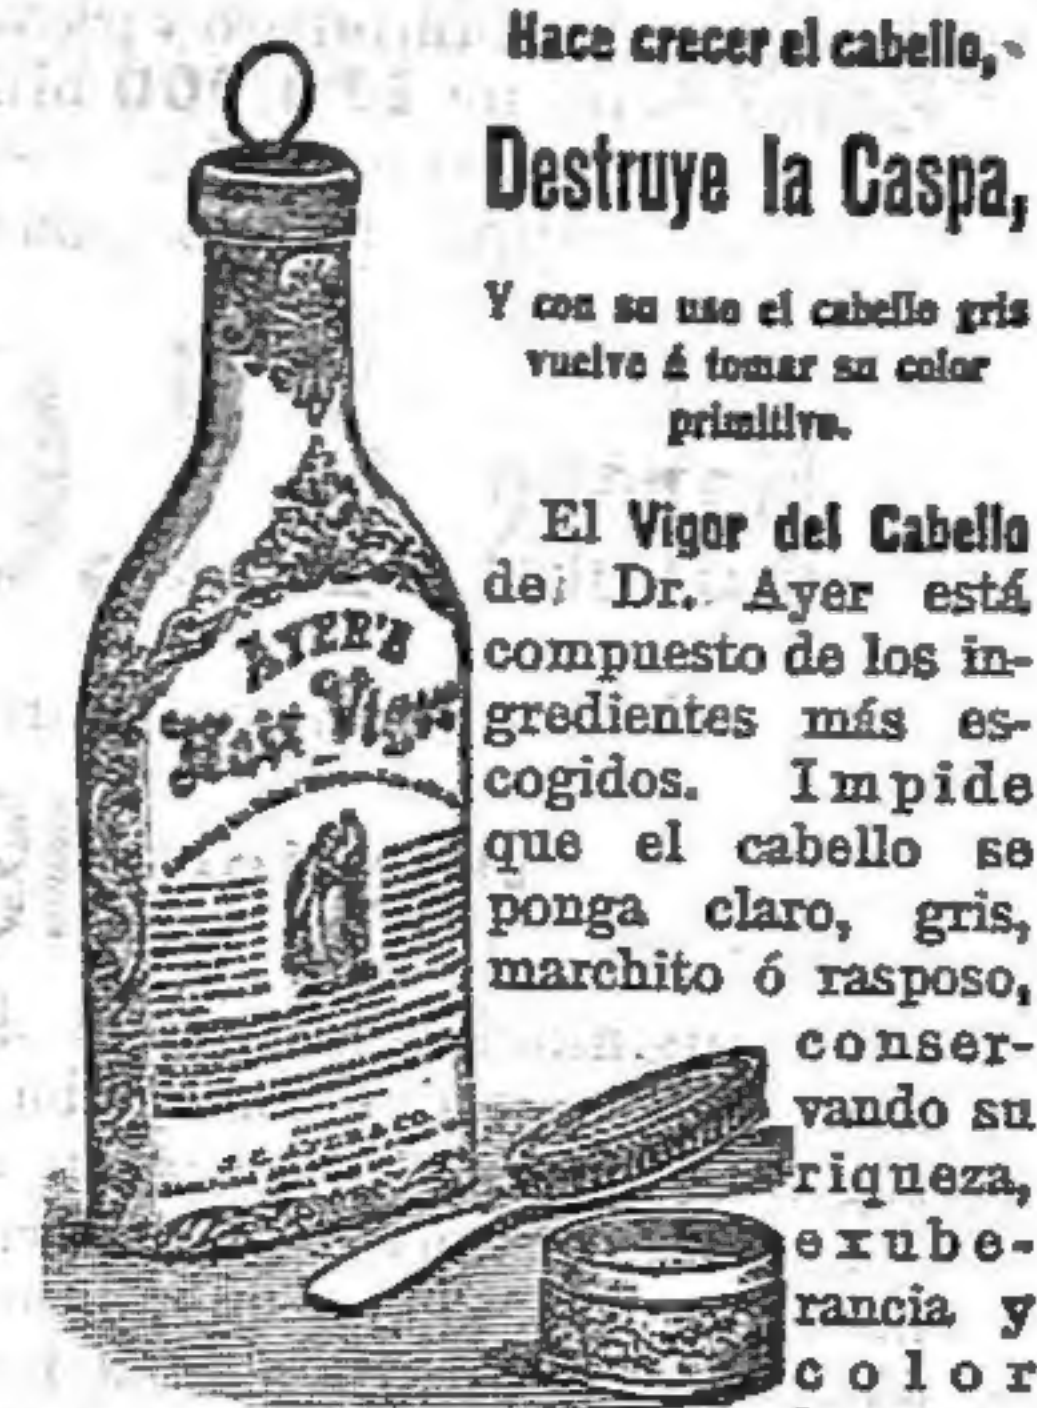 Hace crecer el cabello,
Destruye la Caspa,
Y con su uso el cabello gris
vuelve á tomar su color
primitivo.
El Vigor del Cabello
del Dr. Ayer está
compuesto de los in-
gredientes más es-
cogidos. Impide
que el cabello se
ponga claro, gris,
marchito ó rasposo,
conser-
vando su
riqueza,
exube-
rancia y
color
AYER'S
Hair Vigor
J. C. AYER & CO.